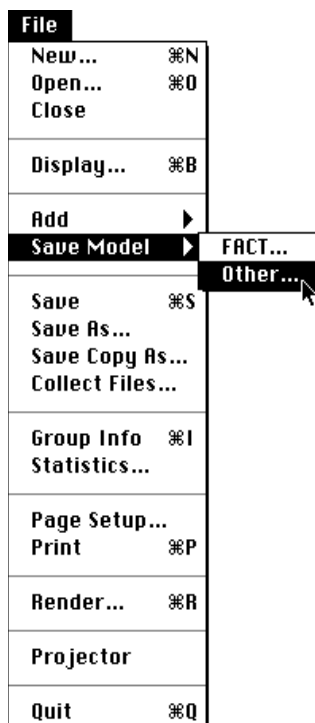 File
New... ⌘N
Open... ⌘O
Close
Display... ⌘B
Add
Save Model
FACT...
Other...
Save ⌘S
Save As...
Save Copy As...
Collect Files...
Group Info ⌘I
Statistics...
Page Setup...
Print ⌘P
Render... ⌘R
Projector
Quit ⌘Q